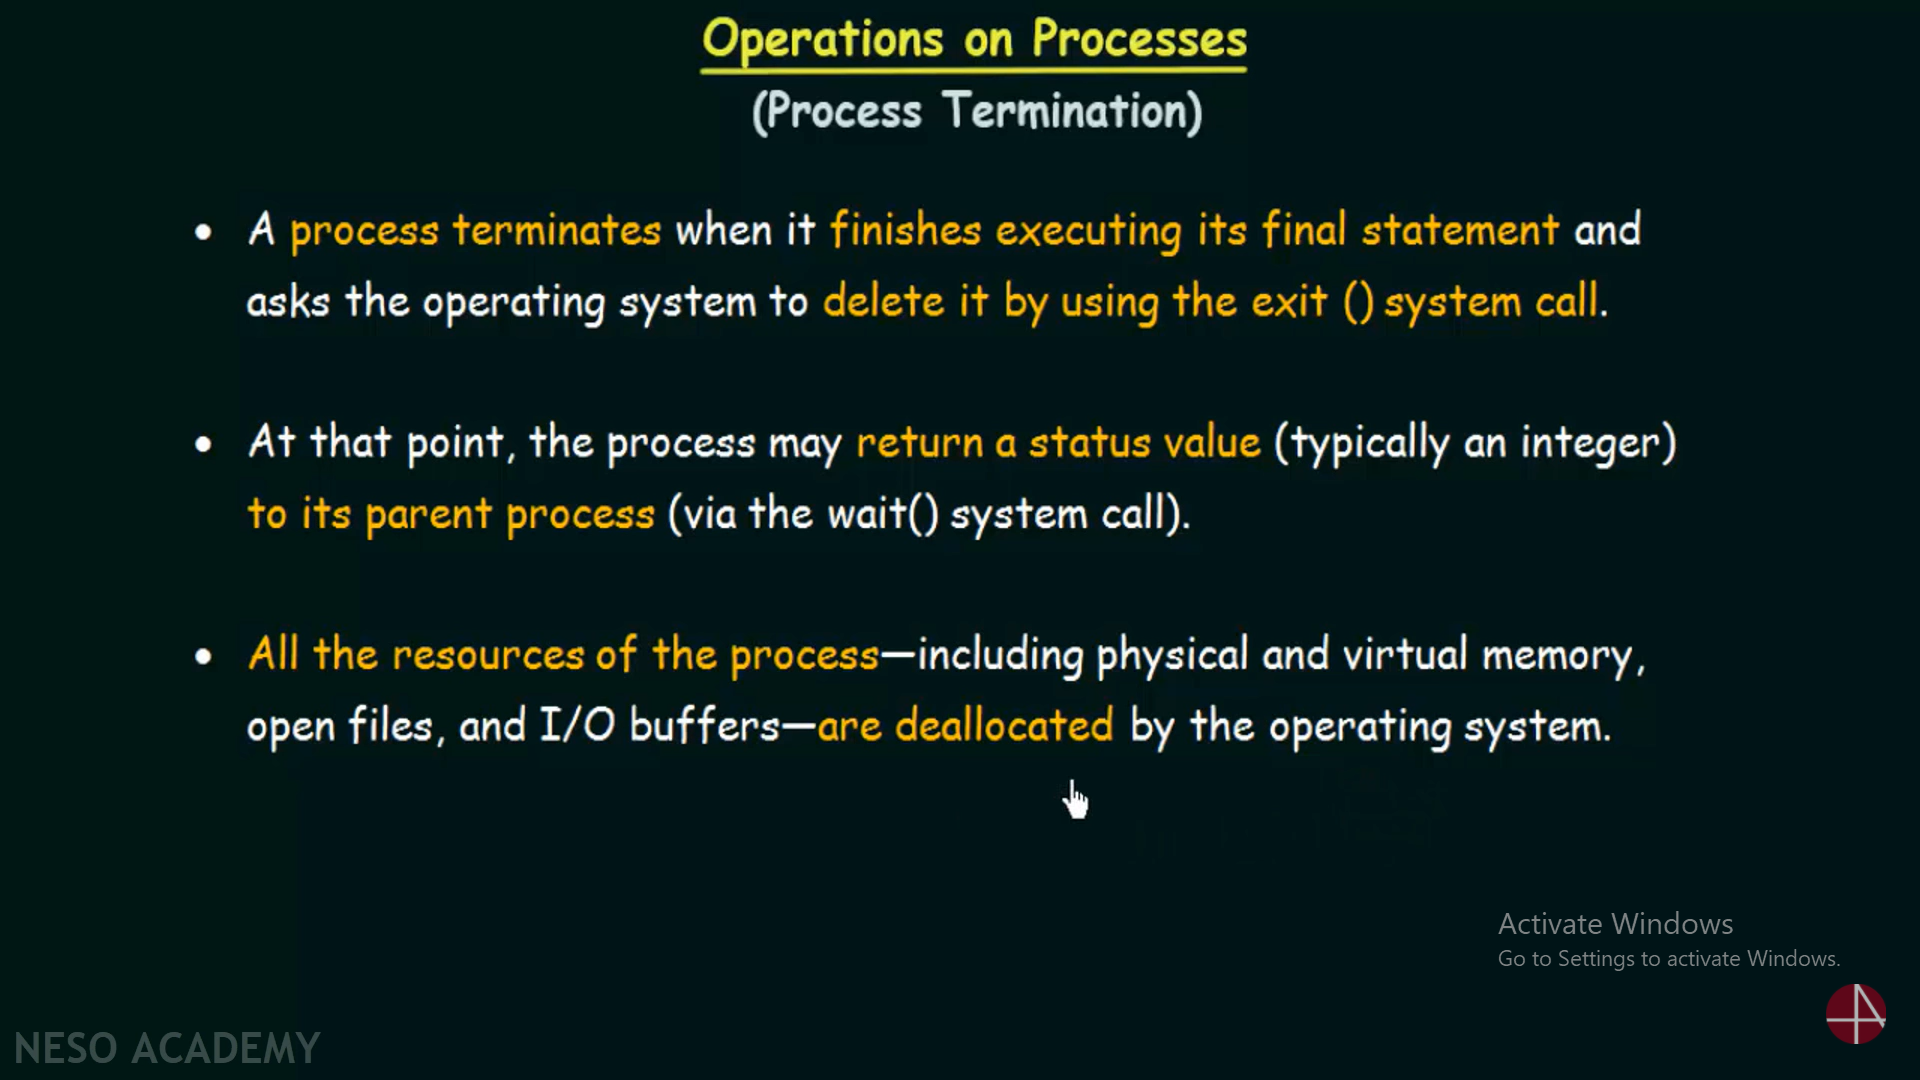 Operations on Processes
(Process Termination)
• A process terminates when it finishes executing its final statement and
asks the operating system to delete it by using the exit () system call.
• At that point, the process may return a status value (typically an integer)
to its parent process (via the wait() system call).
• All the resources of the process—including physical and virtual memory,
open files, and I/O buffers—are deallocated by the operating system.
Activate Windows
Go to Settings to activate Windows.
NESO ACADEMY